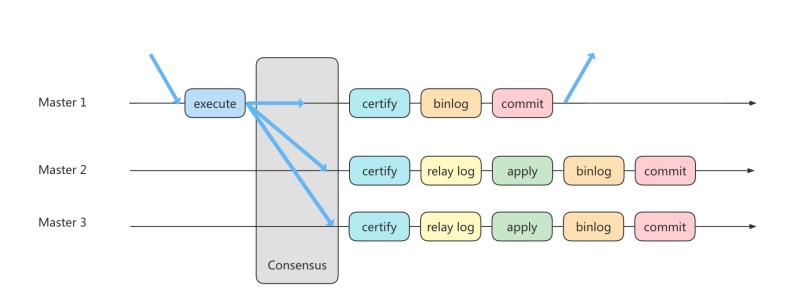 Master 1
execute
certify
binlog
commit
Master 2
certify
relay log
apply
binlog
commit
Master 3
certify
relay log
apply
binlog
commit
Consensus